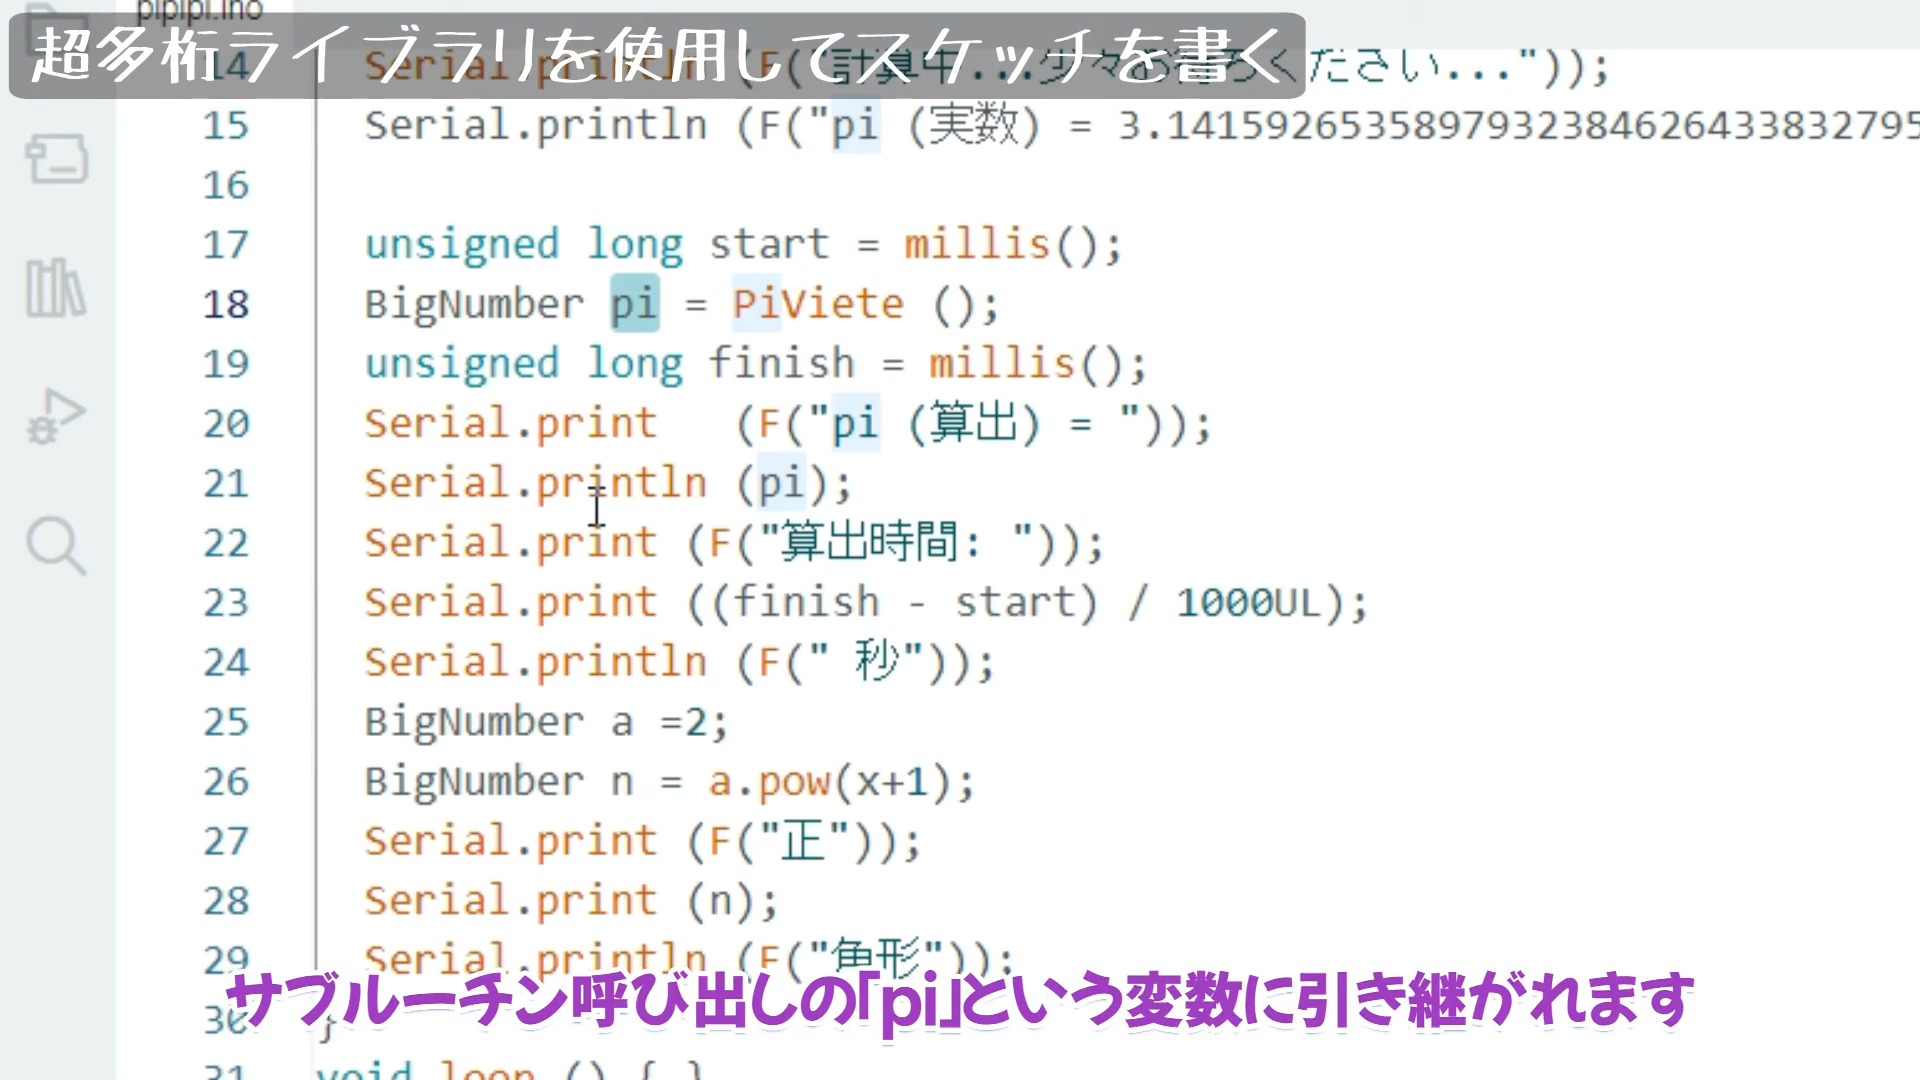 pipipi.ino
超多桁ライブラリを使用してスケッチを書く
14 Serial.println (F("計算中...少々お待ちください..."));
15 Serial.println (F("pi (実数) = 3.1415926535897932384626433832795
16
17 unsigned long start = millis();
18 BigNumber pi = PiViete ();
19 unsigned long finish = millis();
20 Serial.print   (F("pi (算出) = "));
21 Serial.println (pi);
22 Serial.print (F("算出時間: "));
23 Serial.print ((finish - start) / 1000UL);
24 Serial.println (F(" 秒"));
25 BigNumber a =2;
26 BigNumber n = a.pow(x+1);
27 Serial.print (F("正"));
28 Serial.print (n);
29 Serial.println (F("角形"));
サブルーチン呼び出しの「pi」という変数に引き継がれます
30 }
31 void loop () { }